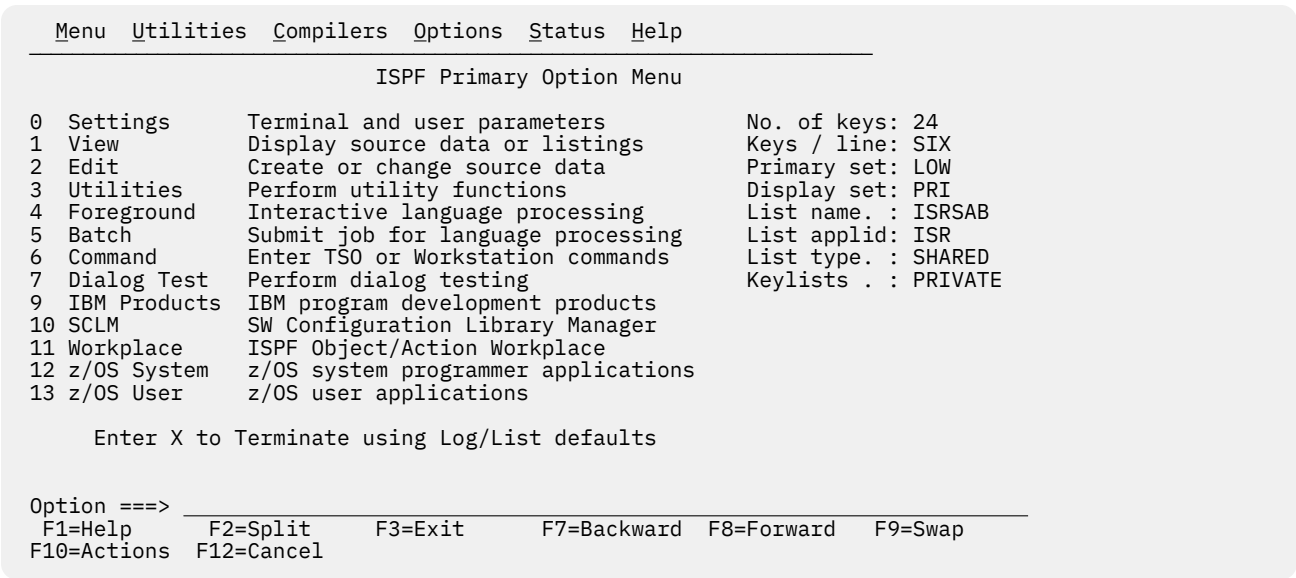 Menu Utilities Compilers Options Status Help
ISPF Primary Option Menu
0 Settings Terminal and user parameters No. of keys: 24
1 View Display source data or listings Keys / line: SIX
2 Edit Create or change source data Primary set: LOW
3 Utilities Perform utility functions Display set: PRI
4 Foreground Interactive language processing List name. : ISRSAB
5 Batch Submit job for language processing List applid: ISR
6 Command Enter TSO or Workstation commands List type. : SHARED
7 Dialog Test Perform dialog testing Keylists . : PRIVATE
9 IBM Products IBM program development products
10 SCLM SW Configuration Library Manager
11 Workplace ISPF Object/Action Workplace
12 z/OS System z/OS system programmer applications
13 z/OS User z/OS user applications
Enter X to Terminate using Log/List defaults
Option ===>
F1=Help F2=Split F3=Exit F7=Backward F8=Forward F9=Swap
F10=Actions F12=Cancel